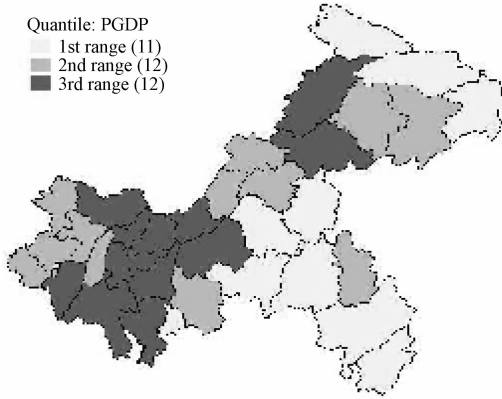 Quantile: PGDP
1st range (11)
2nd range (12)
3rd range (12)